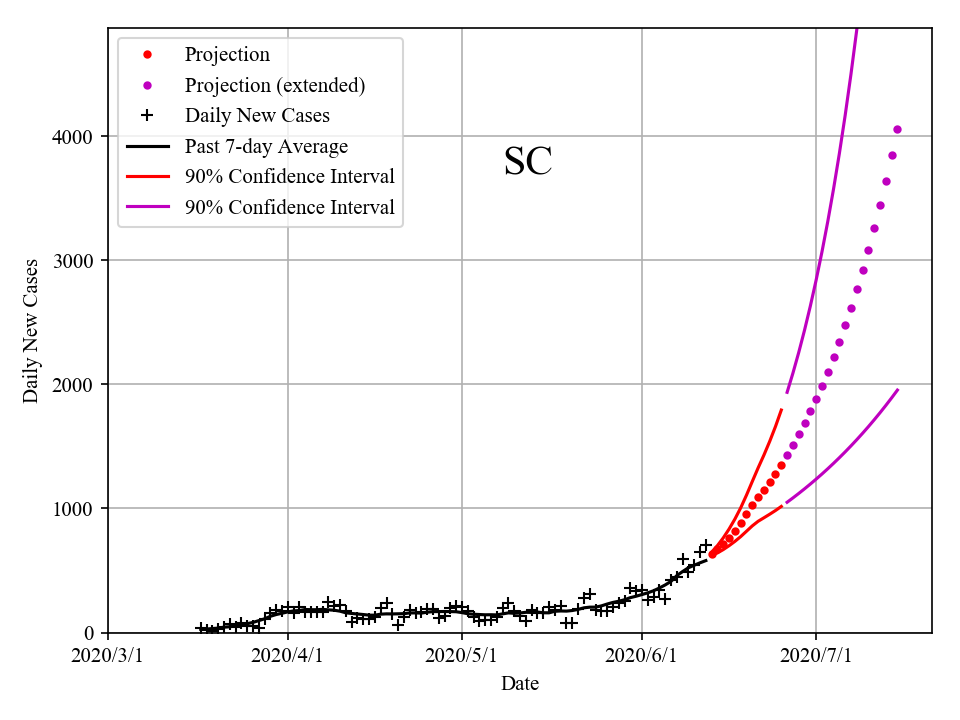 Projection
Projection (extended)
Daily New Cases
Past 7-day Average
90% Confidence Interval
90% Confidence Interval
SC
4000
3000
2000
1000
0
Daily New Cases
2020/3/1 2020/4/1 2020/5/1 2020/6/1 2020/7/1
Date